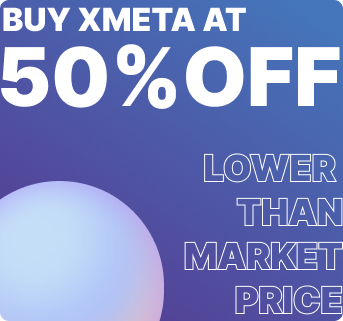 BUY XMETA AT
50%OFF
LOWER
THAN
MARKET
PRICE